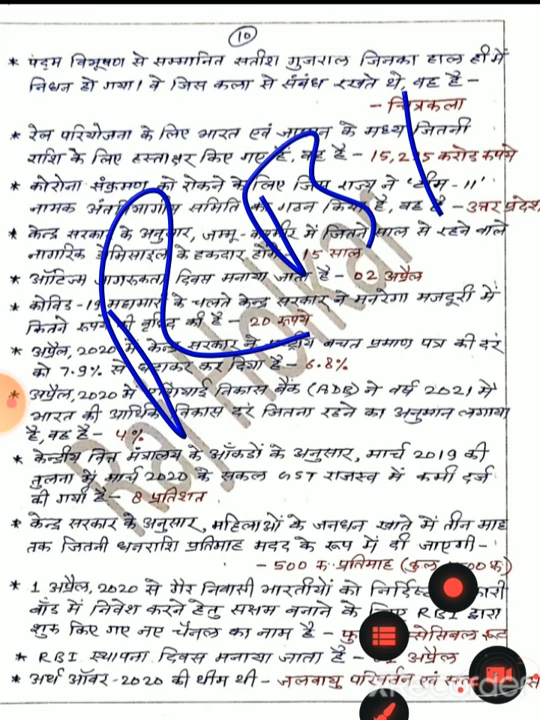 10
* पद्म विभूषण से सम्मानित सतीश गुजराल जिनका हाल ही में
निधन हो गया। वे जिस कला से संबंध रखते थे, वह है -
- चित्रकला
* रेल परियोजना के लिए भारत एवं जापान के मध्य जितनी
राशि के लिए हस्ताक्षर किए गए है, वह है - करोड़ रुपये
* कोरोना संक्रमण को रोकने के लिए जिस राज्य ने 'टीम-11'
नामक अंतर्विभागीय समिति का गठन किया है, वह है - उत्तर प्रदेश
* केन्द्र सरकार के अनुसार, जम्मू-कश्मीर में जितने साल से रहने वाले
नागरिक डोमिसाइल के हकदार होंगे - 15 साल
* ऑटिज्म जागरुकता दिवस मनाया जाता है - 02 अप्रैल
* कोविड-19 महामारी के चलते केन्द्र सरकार ने मनरेगा मजदूरी में
कितने रूपये की वृद्धि की है - 20 रूपये
* अप्रैल, 2020 में केन्द्र सरकार ने राष्ट्रीय बचत प्रमाण पत्र की दर
को 7.9% से घटाकर कर दिया है - 6.8%
* अप्रैल, 2020 में एशियाई विकास बैंक (ADB) ने वर्ष 2021 में
भारत की आर्थिक विकास दर जितना रहने का अनुमान लगाया
है, वह है - 4%
* केन्द्रीय वित्त मंत्रालय के आँकडों के अनुसार, मार्च 2019 की
तुलना में मार्च 2020 के सकल GST राजस्व में कमी दर्ज
की गयी है - 8 प्रतिशत
* केन्द्र सरकार के अनुसार, महिलाओं के जनधन खाते में तीन माह
तक जितनी धनराशि प्रतिमाह मदद के रूप में दी जाएगी -
- 500 रु. प्रतिमाह (कुल रु)
* 1 अप्रैल, 2020 से गैर निवासी भारतीयों को
बॉंड में निवेश करने हेतु सक्षम बनाने के लिए RBI द्वारा
शुरू किए गए नए चैनल का नाम है -
* RBI स्थापना दिवस मनाया जाता है - अप्रैल
* अर्थ ऑवर-2020 की थीम थी - जलवायु परिवर्तन एवं
Raj Holkar